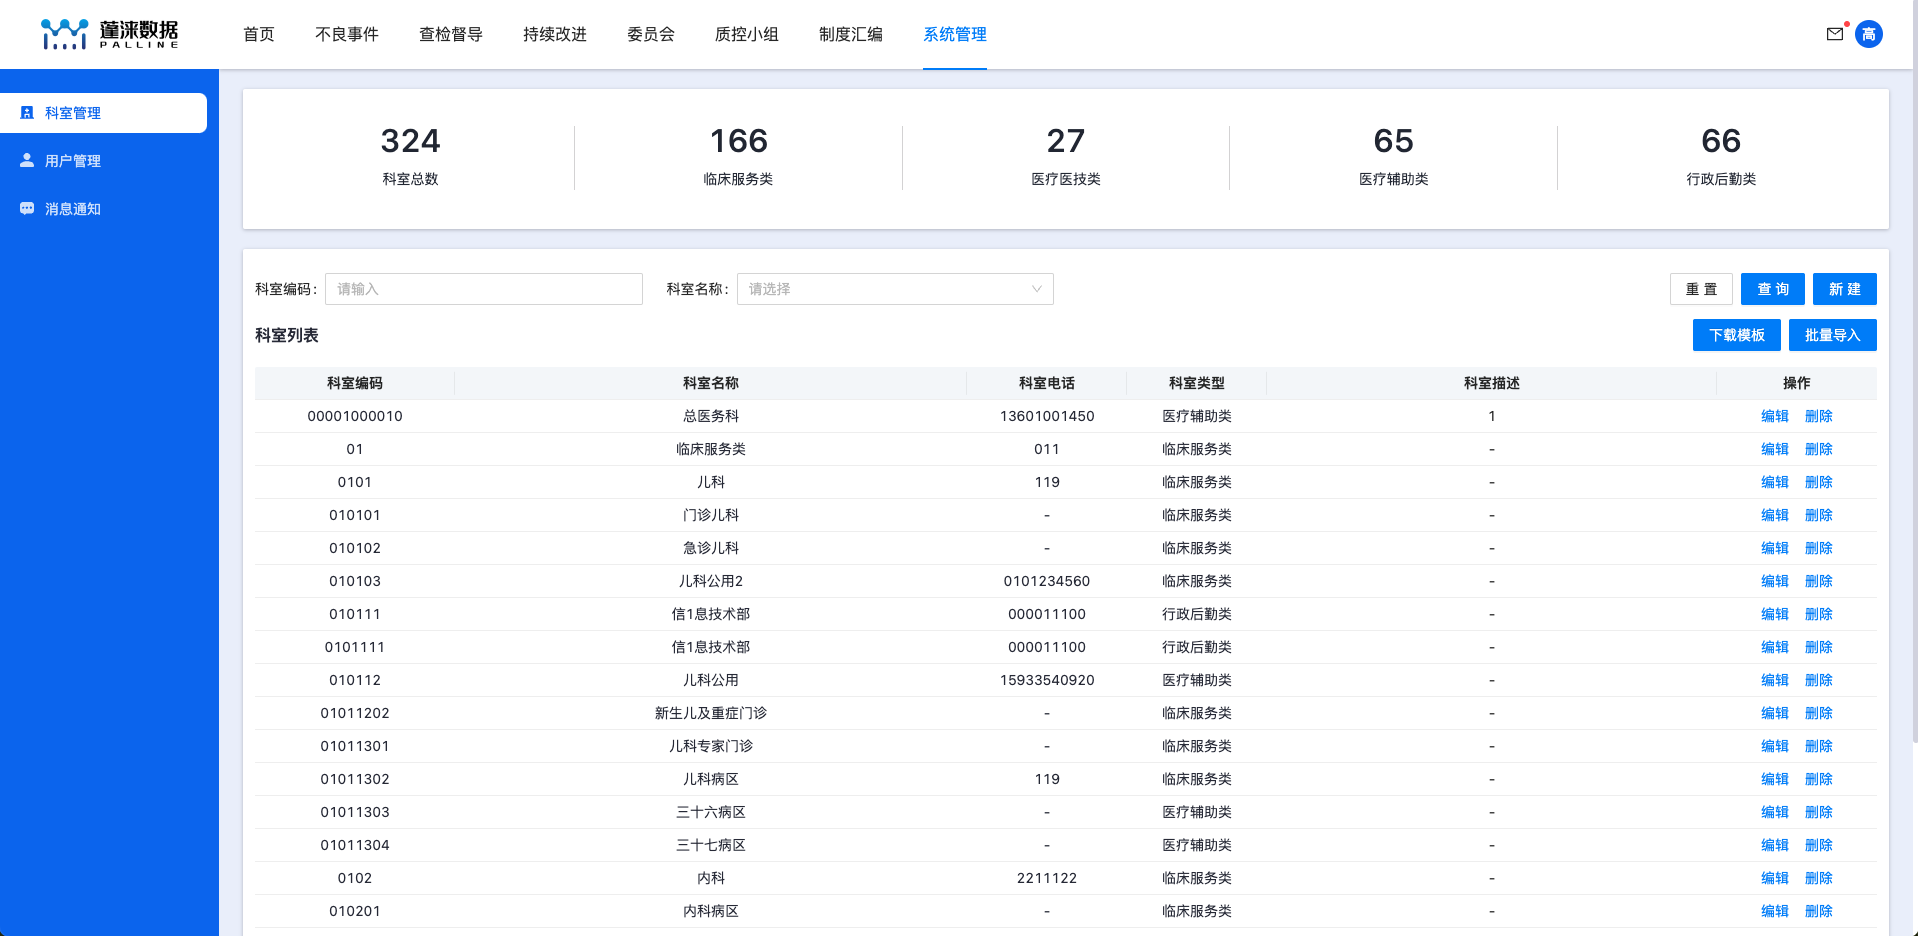 蓬涞数据
PALLINE
首页 不良事件 查检督导 持续改进 委员会 质控小组 制度汇编 系统管理
高
科室管理
用户管理
消息通知
324 166 27 65 66
科室总数 临床服务类 医疗医技类 医疗辅助类 行政后勤类
科室编码: 请输入 科室名称: 请选择 重 置 查 询 新 建
科室列表 下载模板 批量导入
科室编码 科室名称 科室电话 科室类型 科室描述 操作
00001000010 总医务科 13601001450 医疗辅助类 1 编辑 删除
01 临床服务类 011 临床服务类 - 编辑 删除
0101 儿科 119 临床服务类 - 编辑 删除
010101 门诊儿科 - 临床服务类 - 编辑 删除
010102 急诊儿科 - 临床服务类 - 编辑 删除
010103 儿科公用2 0101234560 临床服务类 - 编辑 删除
010111 信1息技术部 000011100 行政后勤类 - 编辑 删除
0101111 信1息技术部 000011100 行政后勤类 - 编辑 删除
010112 儿科公用 15933540920 医疗辅助类 - 编辑 删除
01011202 新生儿及重症门诊 - 临床服务类 - 编辑 删除
01011301 儿科专家门诊 - 临床服务类 - 编辑 删除
01011302 儿科病区 119 临床服务类 - 编辑 删除
01011303 三十六病区 - 医疗辅助类 - 编辑 删除
01011304 三十七病区 - 医疗辅助类 - 编辑 删除
0102 内科 2211122 临床服务类 - 编辑 删除
010201 内科病区 - 临床服务类 - 编辑 删除